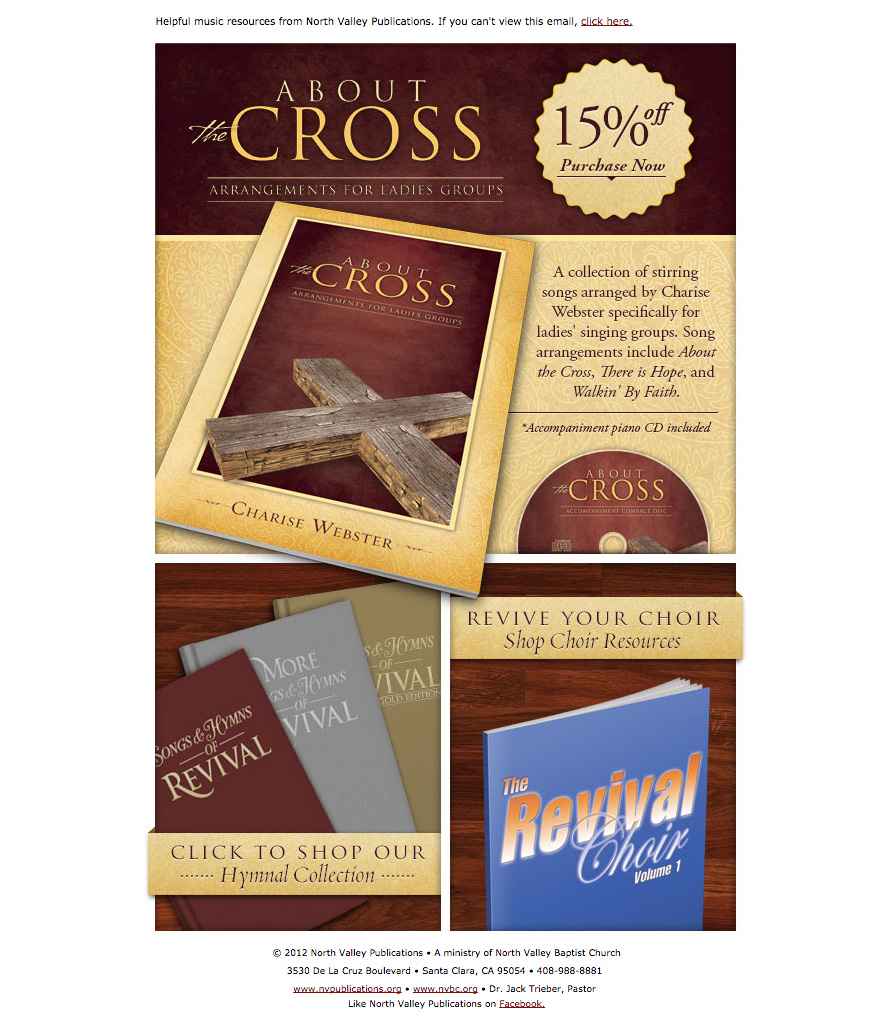 Helpful music resources from North Valley Publications. If you can't view this email, click here.
ABOUT
the CROSS
ARRANGEMENTS FOR LADIES GROUPS
15% off
Purchase Now
ABOUT
the CROSS
ARRANGEMENTS FOR LADIES GROUPS
CHARISE WEBSTER
A collection of stirring
songs arranged by Charise
Webster specifically for
ladies' singing groups. Song
arrangements include About
the Cross, There is Hope, and
Walkin' By Faith.
*Accompaniment piano CD included
ABOUT
the CROSS
ACCOMPANIMENT COMPACT DISC
SONGS & HYMNS
OF
REVIVAL
MORE
GS & HYMNS
OF
VIVAL
S & HYMNS
OF
VIVAL
GOLD EDITION
CLICK TO SHOP OUR
Hymnal Collection
REVIVE YOUR CHOIR
Shop Choir Resources
The
Revival
Choir
Volume 1
© 2012 North Valley Publications • A ministry of North Valley Baptist Church
3530 De La Cruz Boulevard • Santa Clara, CA 95054 • 408-988-8881
www.nvpublications.org • www.nvbc.org • Dr. Jack Trieber, Pastor
Like North Valley Publications on Facebook.